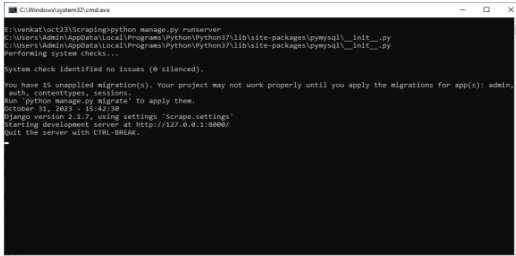 C:\Windows\system32\cmd.exe
E:\venkat\oct23\Scraping>python manage.py runserver
C:\Users\Admin\AppData\Local\Programs\Python\Python37\lib\site-packages\pymysql\__init__.py
C:\Users\Admin\AppData\Local\Programs\Python\Python37\lib\site-packages\pymysql\__init__.py
Performing system checks...
System check identified no issues (0 silenced).
You have 15 unapplied migration(s). Your project may not work properly until you apply the migrations for app(s): admin,
auth, contenttypes, sessions.
Run 'python manage.py migrate' to apply them.
October 31, 2023 - 15:42:30
Django version 2.1.7, using settings 'Scrape.settings'
Starting development server at http://127.0.0.1:8000/
Quit the server with CTRL-BREAK.